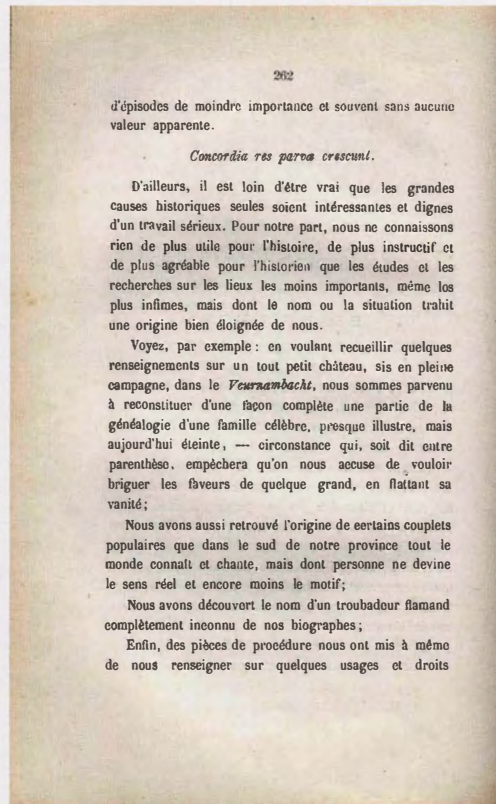 262
d'épisodes de moindre importance et souvent sans aucune
valeur apparente.
Concordia res parvæ crescunt.
D'ailleurs, il est loin d'être vrai que les grandes
causes historiques seules soient intéressantes et dignes
d'un travail sérieux. Pour notre part, nous ne connaissons
rien de plus utile pour l'histoire, de plus instructif et
de plus agréable pour l'historien que les études et les
recherches sur les lieux les moins importants, même les
plus infimes, mais dont le nom ou la situation trahit
une origine bien éloignée de nous.
Voyez, par exemple : en voulant recueillir quelques
renseignements sur un tout petit château, sis en pleine
campagne, dans le Veurnambacht, nous sommes parvenu
à reconstituer d'une façon complète une partie de la
généalogie d'une famille célèbre, presque illustre, mais
aujourd'hui éteinte, — circonstance qui, soit dit entre
parenthèse, empêchera qu'on nous accuse de vouloir
briguer les faveurs de quelque grand, en flattant sa
vanité ;
Nous avons aussi retrouvé l'origine de certains couplets
populaires que dans le sud de notre province tout le
monde connaît et chante, mais dont personne ne devine
le sens réel et encore moins le motif;
Nous avons découvert le nom d'un troubadour flamand
complètement inconnu de nos biographes ;
Enfin, des pièces de procédure nous ont mis à même
de nous renseigner sur quelques usages et droits